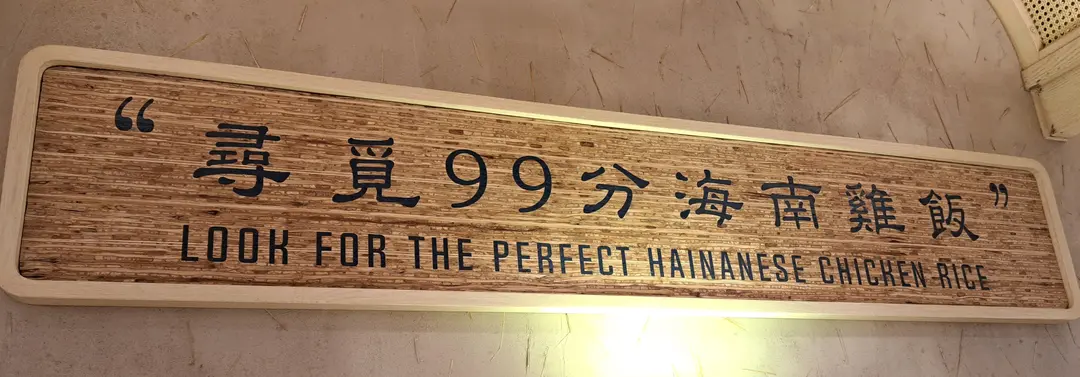 “尋覓99分海南雞飯”
LOOK FOR THE PERFECT HAINANESE CHICKEN RICE